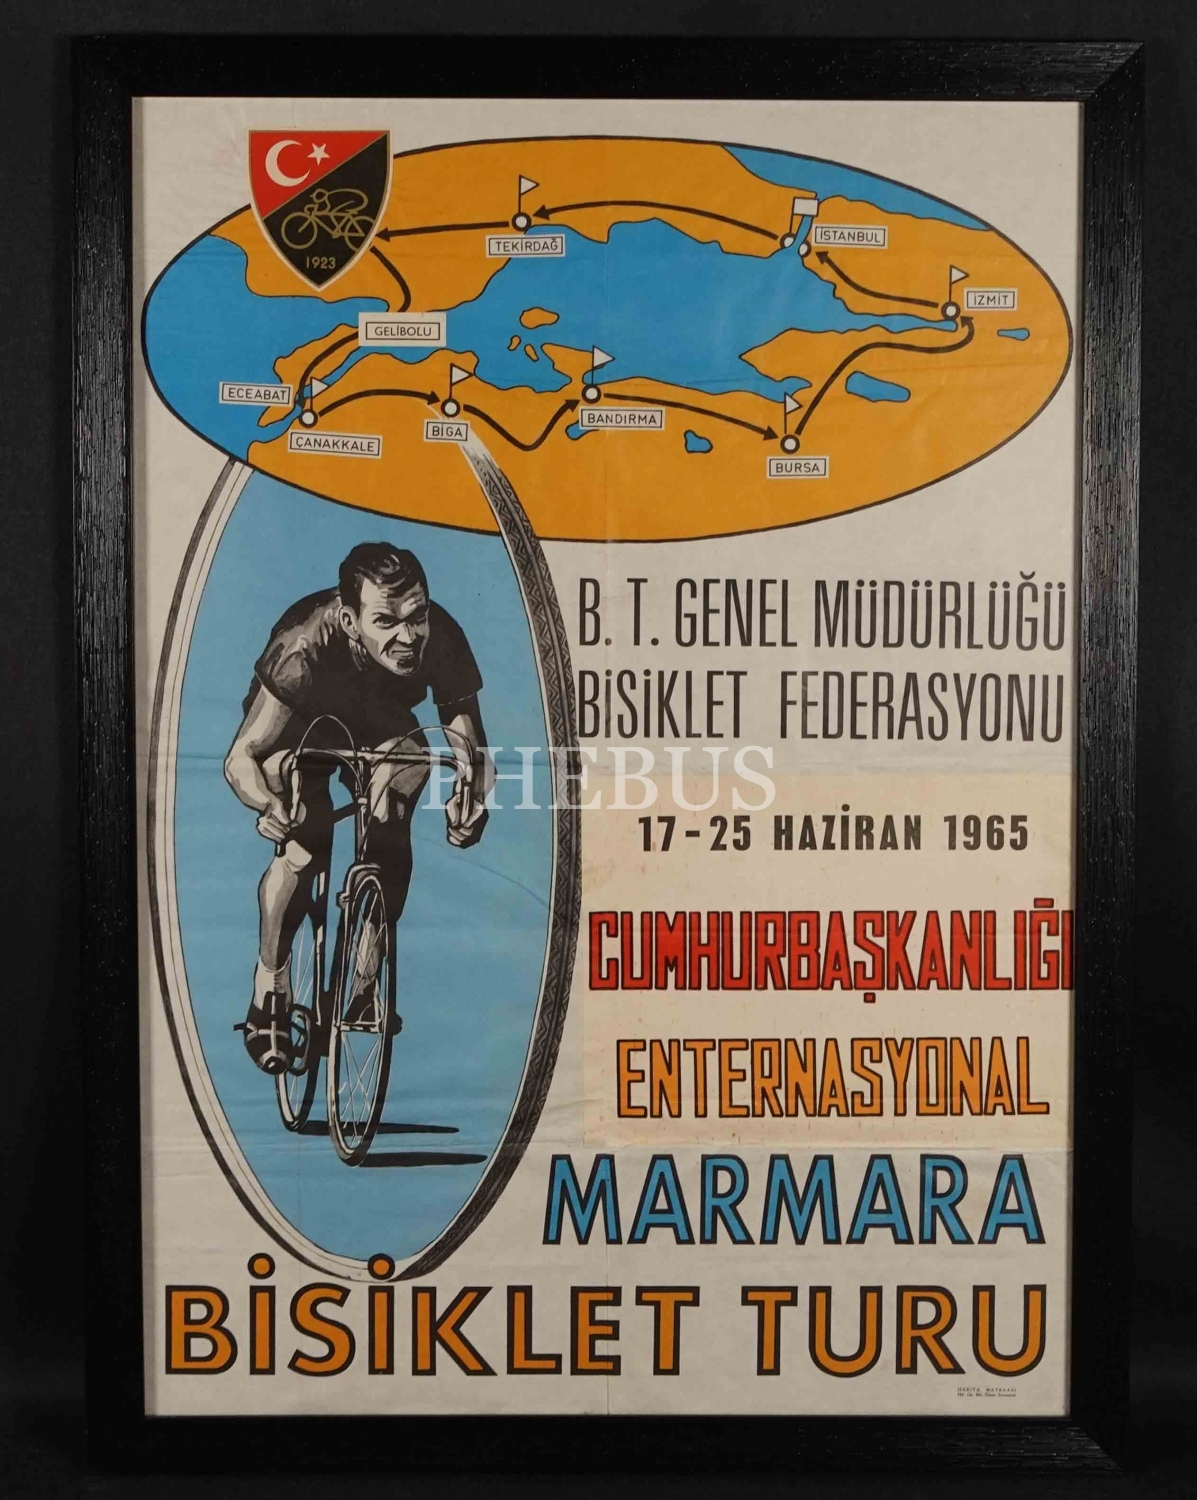 1923
TEKİRDAĞ
İSTANBUL
İZMİT
GELİBOLU
ECEABAT
ÇANAKKALE
BİGA
BANDIRMA
BURSA
B. T. GENEL MÜDÜRLÜĞÜ
BİSİKLET FEDERASYONU
PHEBUS
17-25 HAZİRAN 1965
CUMHURBAŞKANLIĞI
ENTERNASYONAL
MARMARA
BİSİKLET TURU
HARİTA MATBAASI